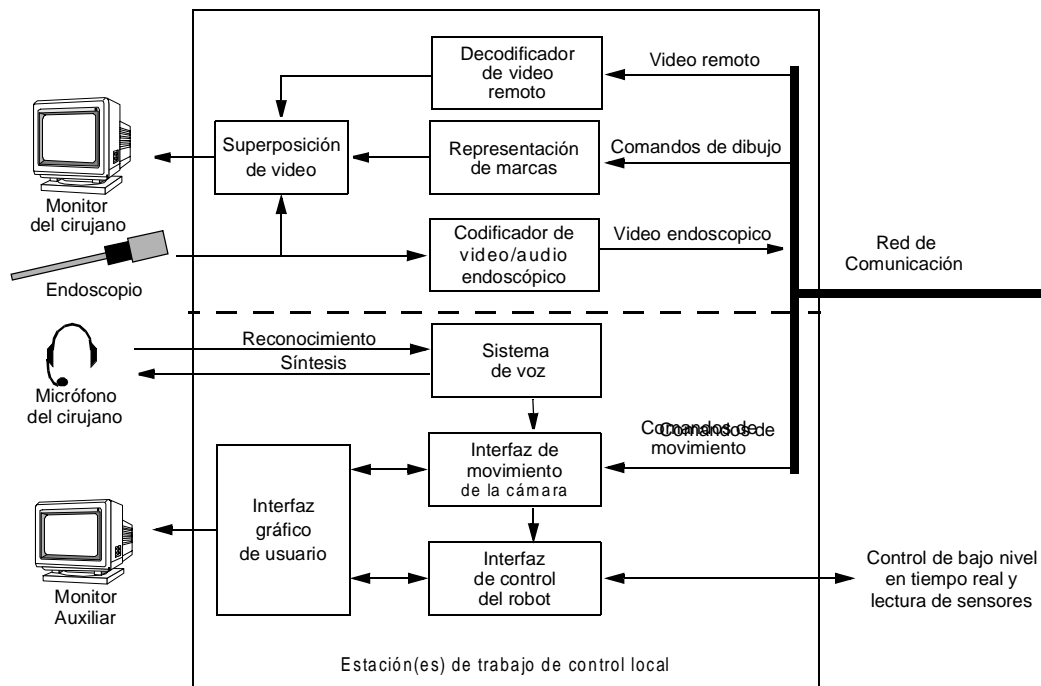 Decodificador
de video
remoto
Video remoto
Superposición
de video
Representación
de marcas
Comandos de dibujo
Monitor
del cirujano
Codificador de
video/audio
endoscópico
Video endoscopico
Red de
Comunicación
Endoscopio
Reconocimiento
Síntesis
Sistema
de voz
Micrófono
del cirujano
Comandos de
Comandos de
movimiento
Interfaz de
movimiento
de la cámara
Interfaz
gráfico
de usuario
Interfaz
de control
del robot
Control de bajo nivel
en tiempo real y
lectura de sensores
Monitor
Auxiliar
Estación(es) de trabajo de control local